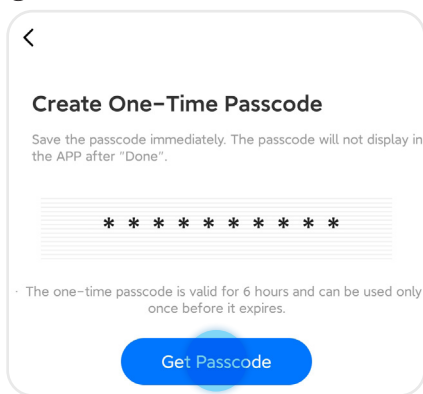 Create One-Time Passcode
Save the passcode immediately. The passcode will not display in
the APP after "Done".
* * * * * * * * * *
· The one-time passcode is valid for 6 hours and can be used only
once before it expires.
Get Passcode